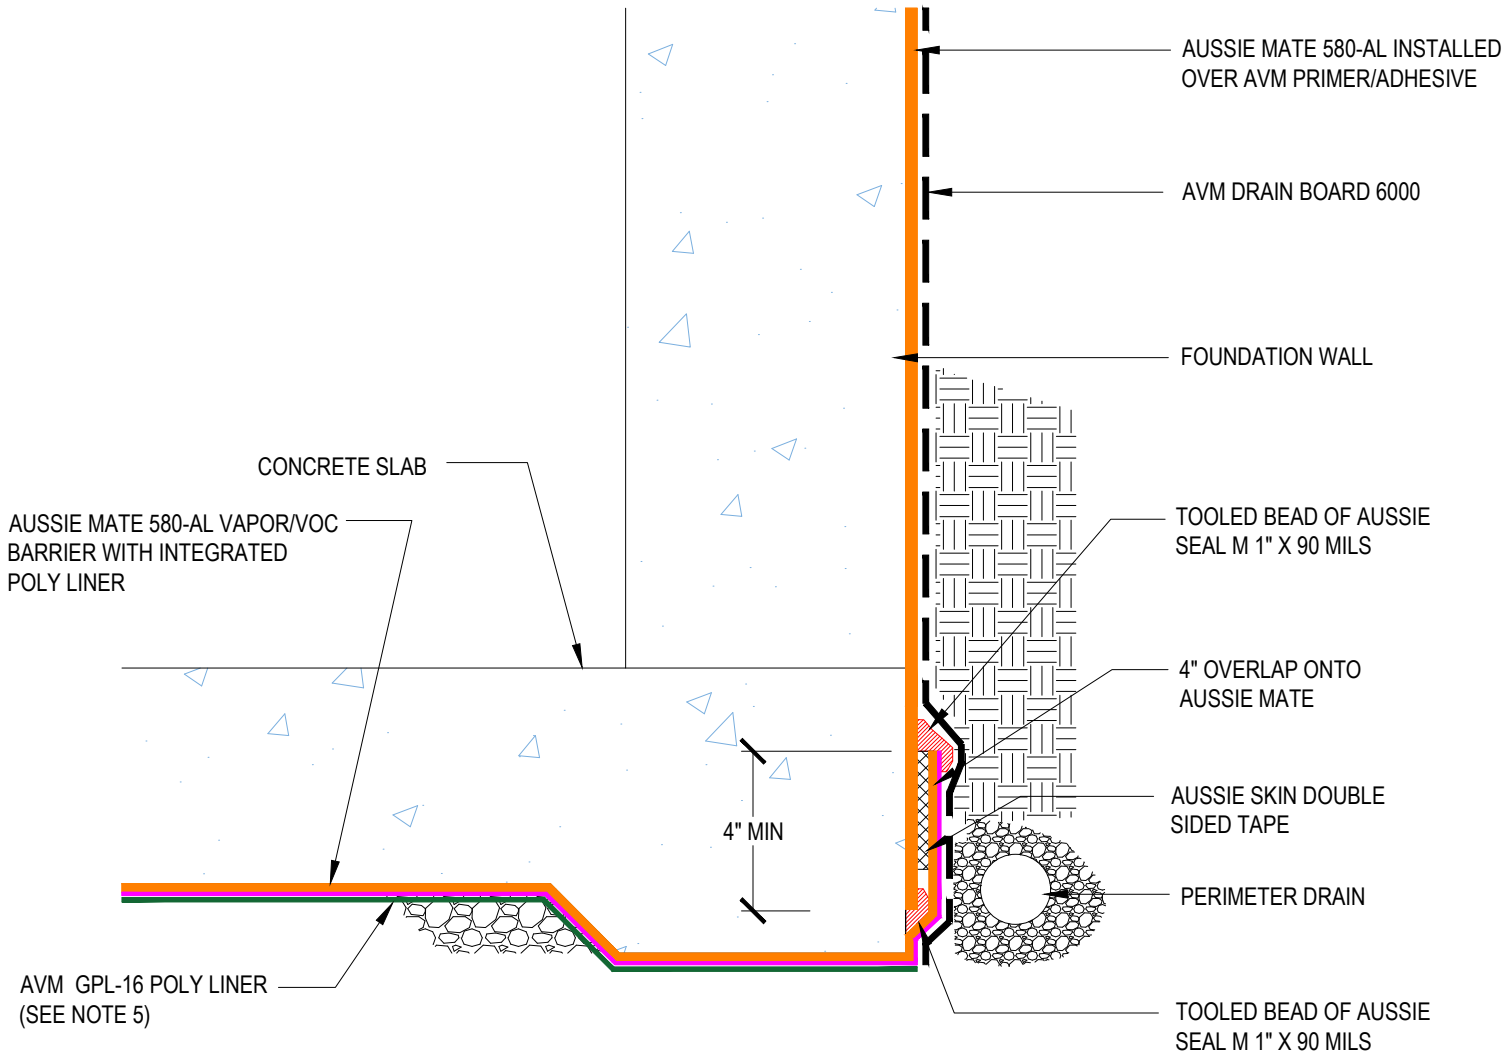 AUSSIE MATE 580-AL INSTALLED
OVER AVM PRIMER/ADHESIVE
AVM DRAIN BOARD 6000
FOUNDATION WALL
CONCRETE SLAB
AUSSIE MATE 580-AL VAPOR/VOC
BARRIER WITH INTEGRATED
POLY LINER
TOOLED BEAD OF AUSSIE
SEAL M 1" X 90 MILS
4" OVERLAP ONTO
AUSSIE MATE
AUSSIE SKIN DOUBLE
SIDED TAPE
4" MIN
PERIMETER DRAIN
AVM GPL-16 POLY LINER
(SEE NOTE 5)
TOOLED BEAD OF AUSSIE
SEAL M 1" X 90 MILS